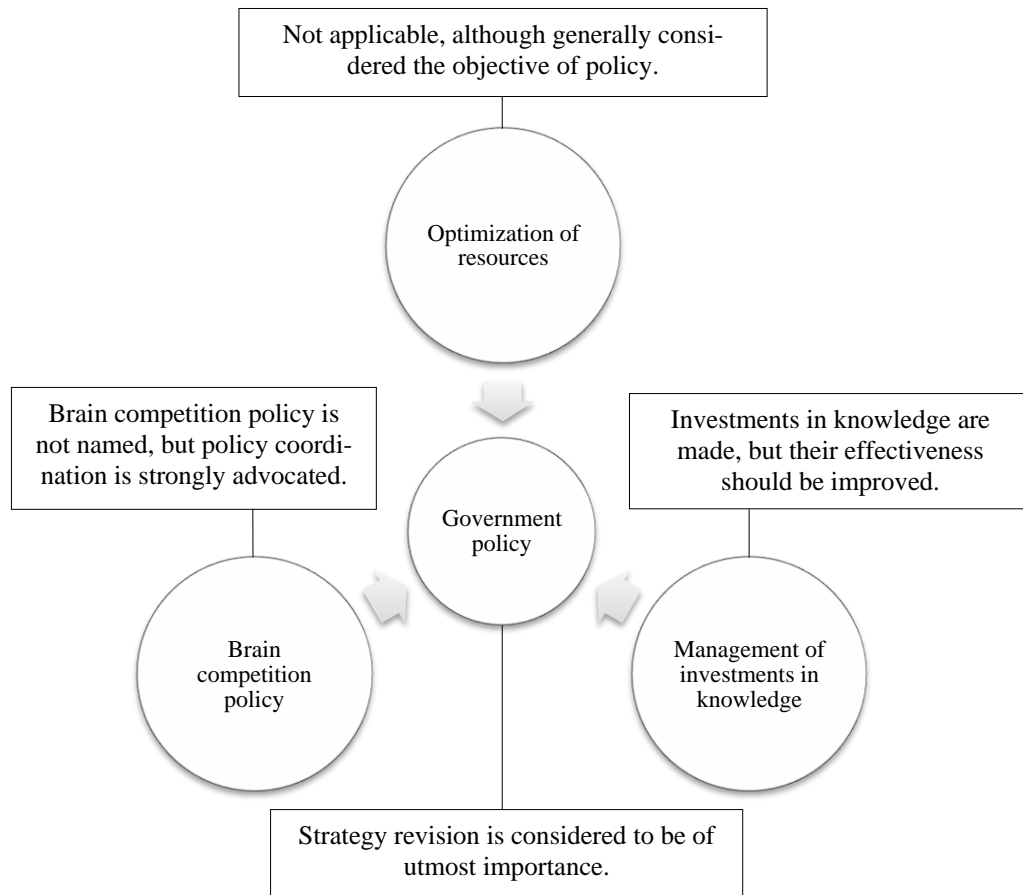 Not applicable, although generally consi-
dered the objective of policy.
Optimization of
resources
Brain competition policy is
not named, but policy coordi-
nation is strongly advocated.
Investments in knowledge are
made, but their effectiveness
should be improved.
Government
policy
Brain
competition
policy
Management of
investments in
knowledge
Strategy revision is considered to be of
utmost importance.